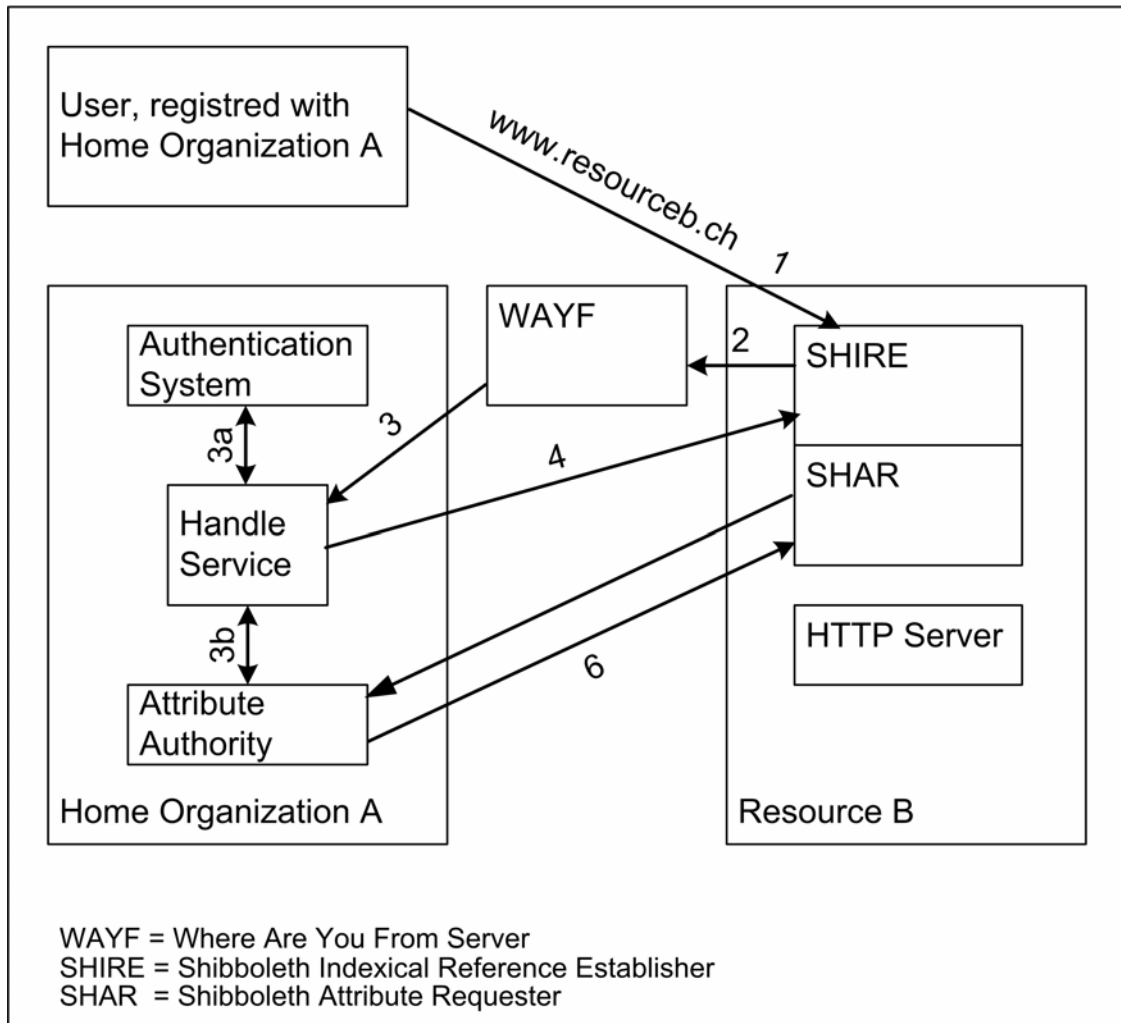 User, registred with
Home Organization A
www.resourceb.ch
1
Authentication
System
WAYF
2
SHIRE
3
3a
4
SHAR
Handle
Service
3b
6
HTTP Server
Attribute
Authority
Home Organization A
Resource B
WAYF = Where Are You From Server
SHIRE = Shibboleth Indexical Reference Establisher
SHAR = Shibboleth Attribute Requester